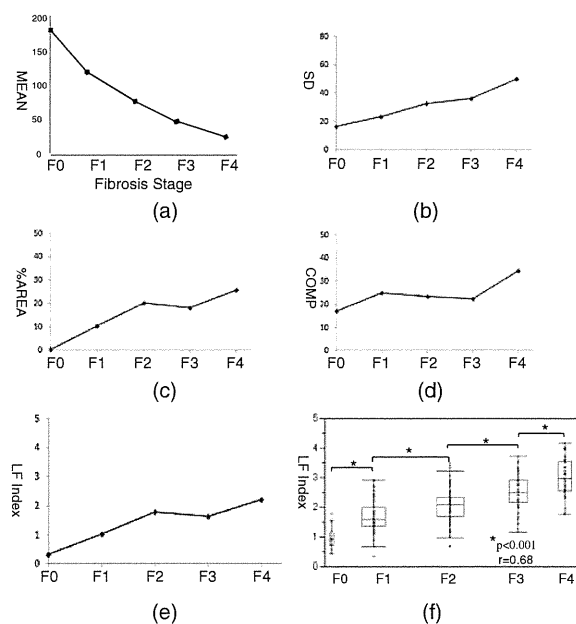 200
150
100
50
0
MEAN
F0 F1 F2 F3 F4
Fibrosis Stage
(a)
80
60
40
20
0
SD
F0 F1 F2 F3 F4
(b)
50
40
30
20
10
0
%AREA
F0 F1 F2 F3 F4
(c)
50
40
30
20
10
0
COMP
F0 F1 F2 F3 F4
(d)
5
4
3
2
1
0
LF Index
F0 F1 F2 F3 F4
(e)
5
4
3
2
1
0
LF Index
* * * *
* p<0.001
r=0.68
F0 F1 F2 F3 F4
(f)